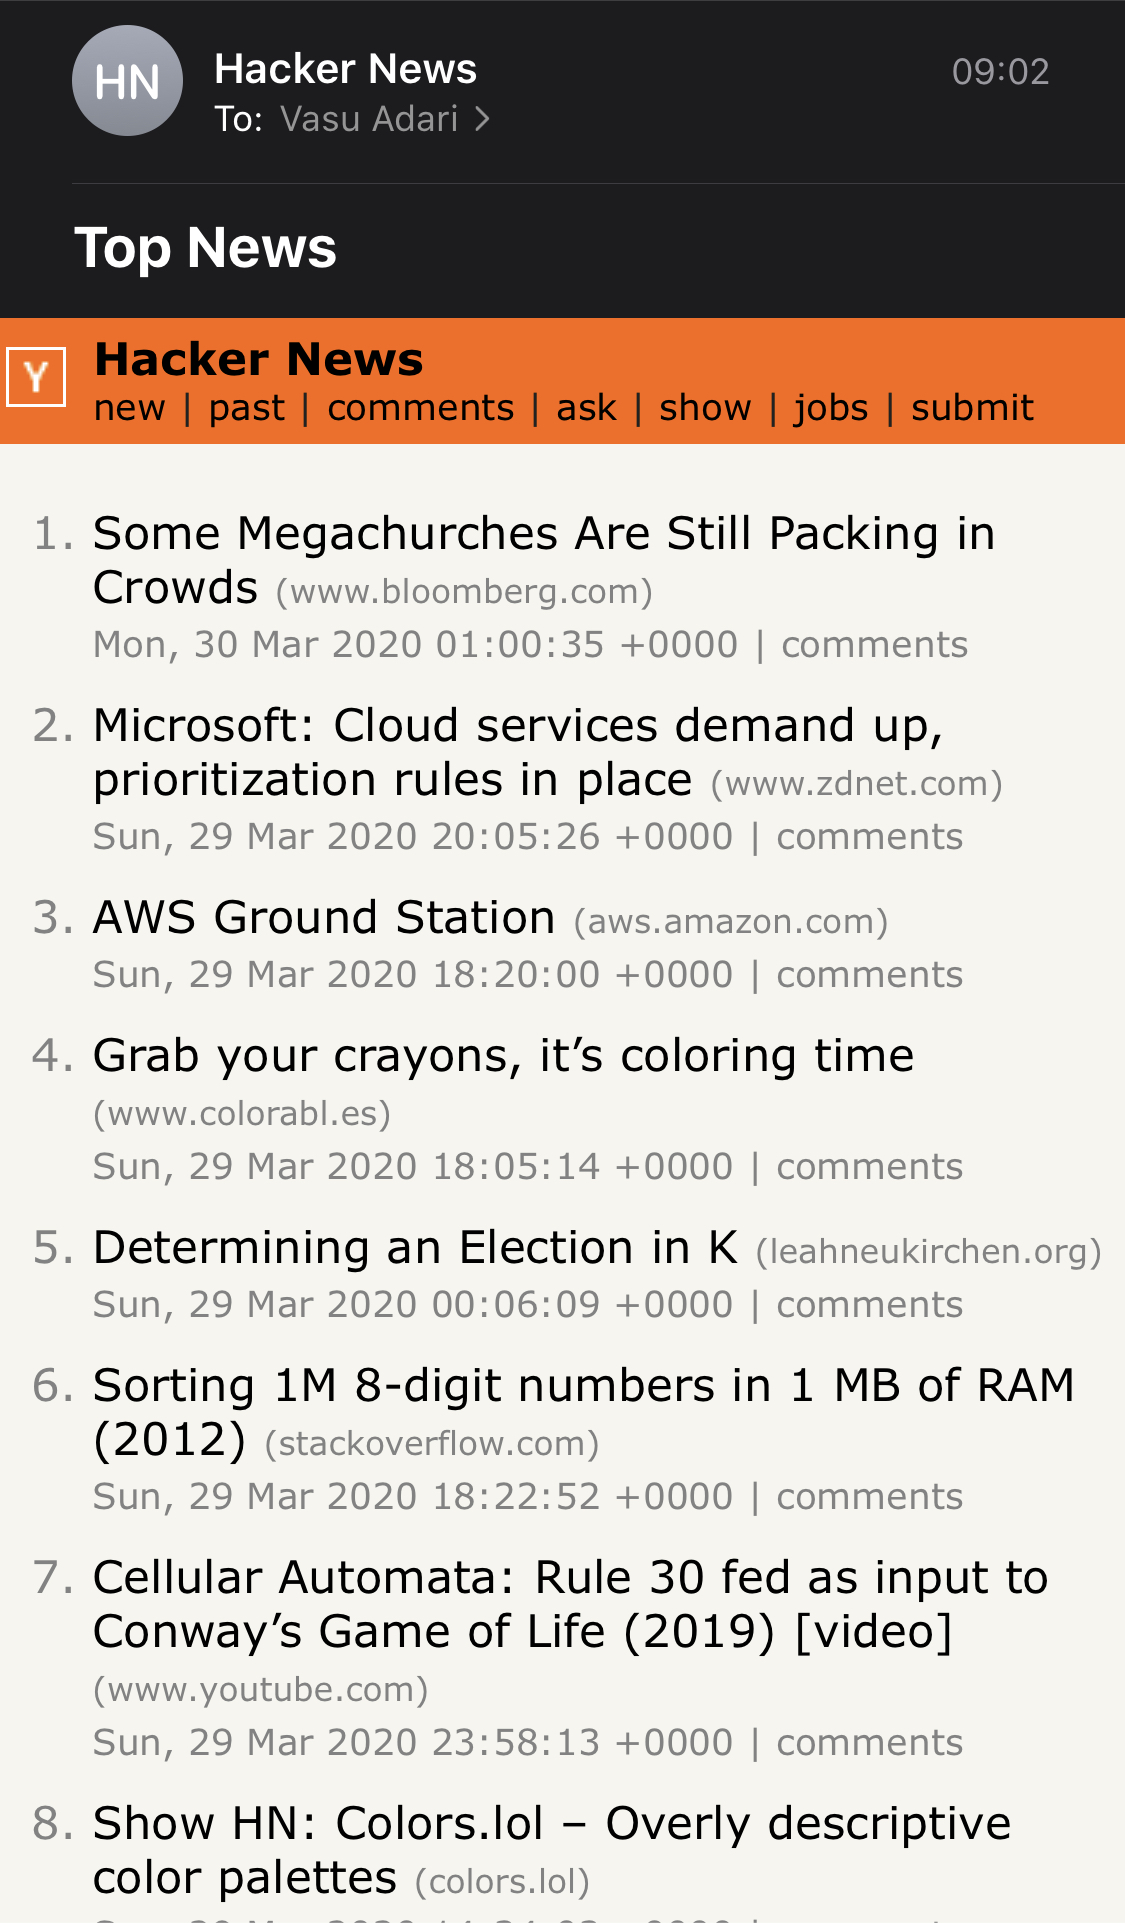 HN
Hacker News
09:02
To: Vasu Adari >
Top News
Y
Hacker News
new | past | comments | ask | show | jobs | submit
1. Some Megachurches Are Still Packing in
Crowds (www.bloomberg.com)
Mon, 30 Mar 2020 01:00:35 +0000 | comments
2. Microsoft: Cloud services demand up,
prioritization rules in place (www.zdnet.com)
Sun, 29 Mar 2020 20:05:26 +0000 | comments
3. AWS Ground Station (aws.amazon.com)
Sun, 29 Mar 2020 18:20:00 +0000 | comments
4. Grab your crayons, it’s coloring time
(www.colorabl.es)
Sun, 29 Mar 2020 18:05:14 +0000 | comments
5. Determining an Election in K (leahneukirchen.org)
Sun, 29 Mar 2020 00:06:09 +0000 | comments
6. Sorting 1M 8-digit numbers in 1 MB of RAM
(2012) (stackoverflow.com)
Sun, 29 Mar 2020 18:22:52 +0000 | comments
7. Cellular Automata: Rule 30 fed as input to
Conway’s Game of Life (2019) [video]
(www.youtube.com)
Sun, 29 Mar 2020 23:58:13 +0000 | comments
8. Show HN: Colors.lol – Overly descriptive
color palettes (colors.lol)